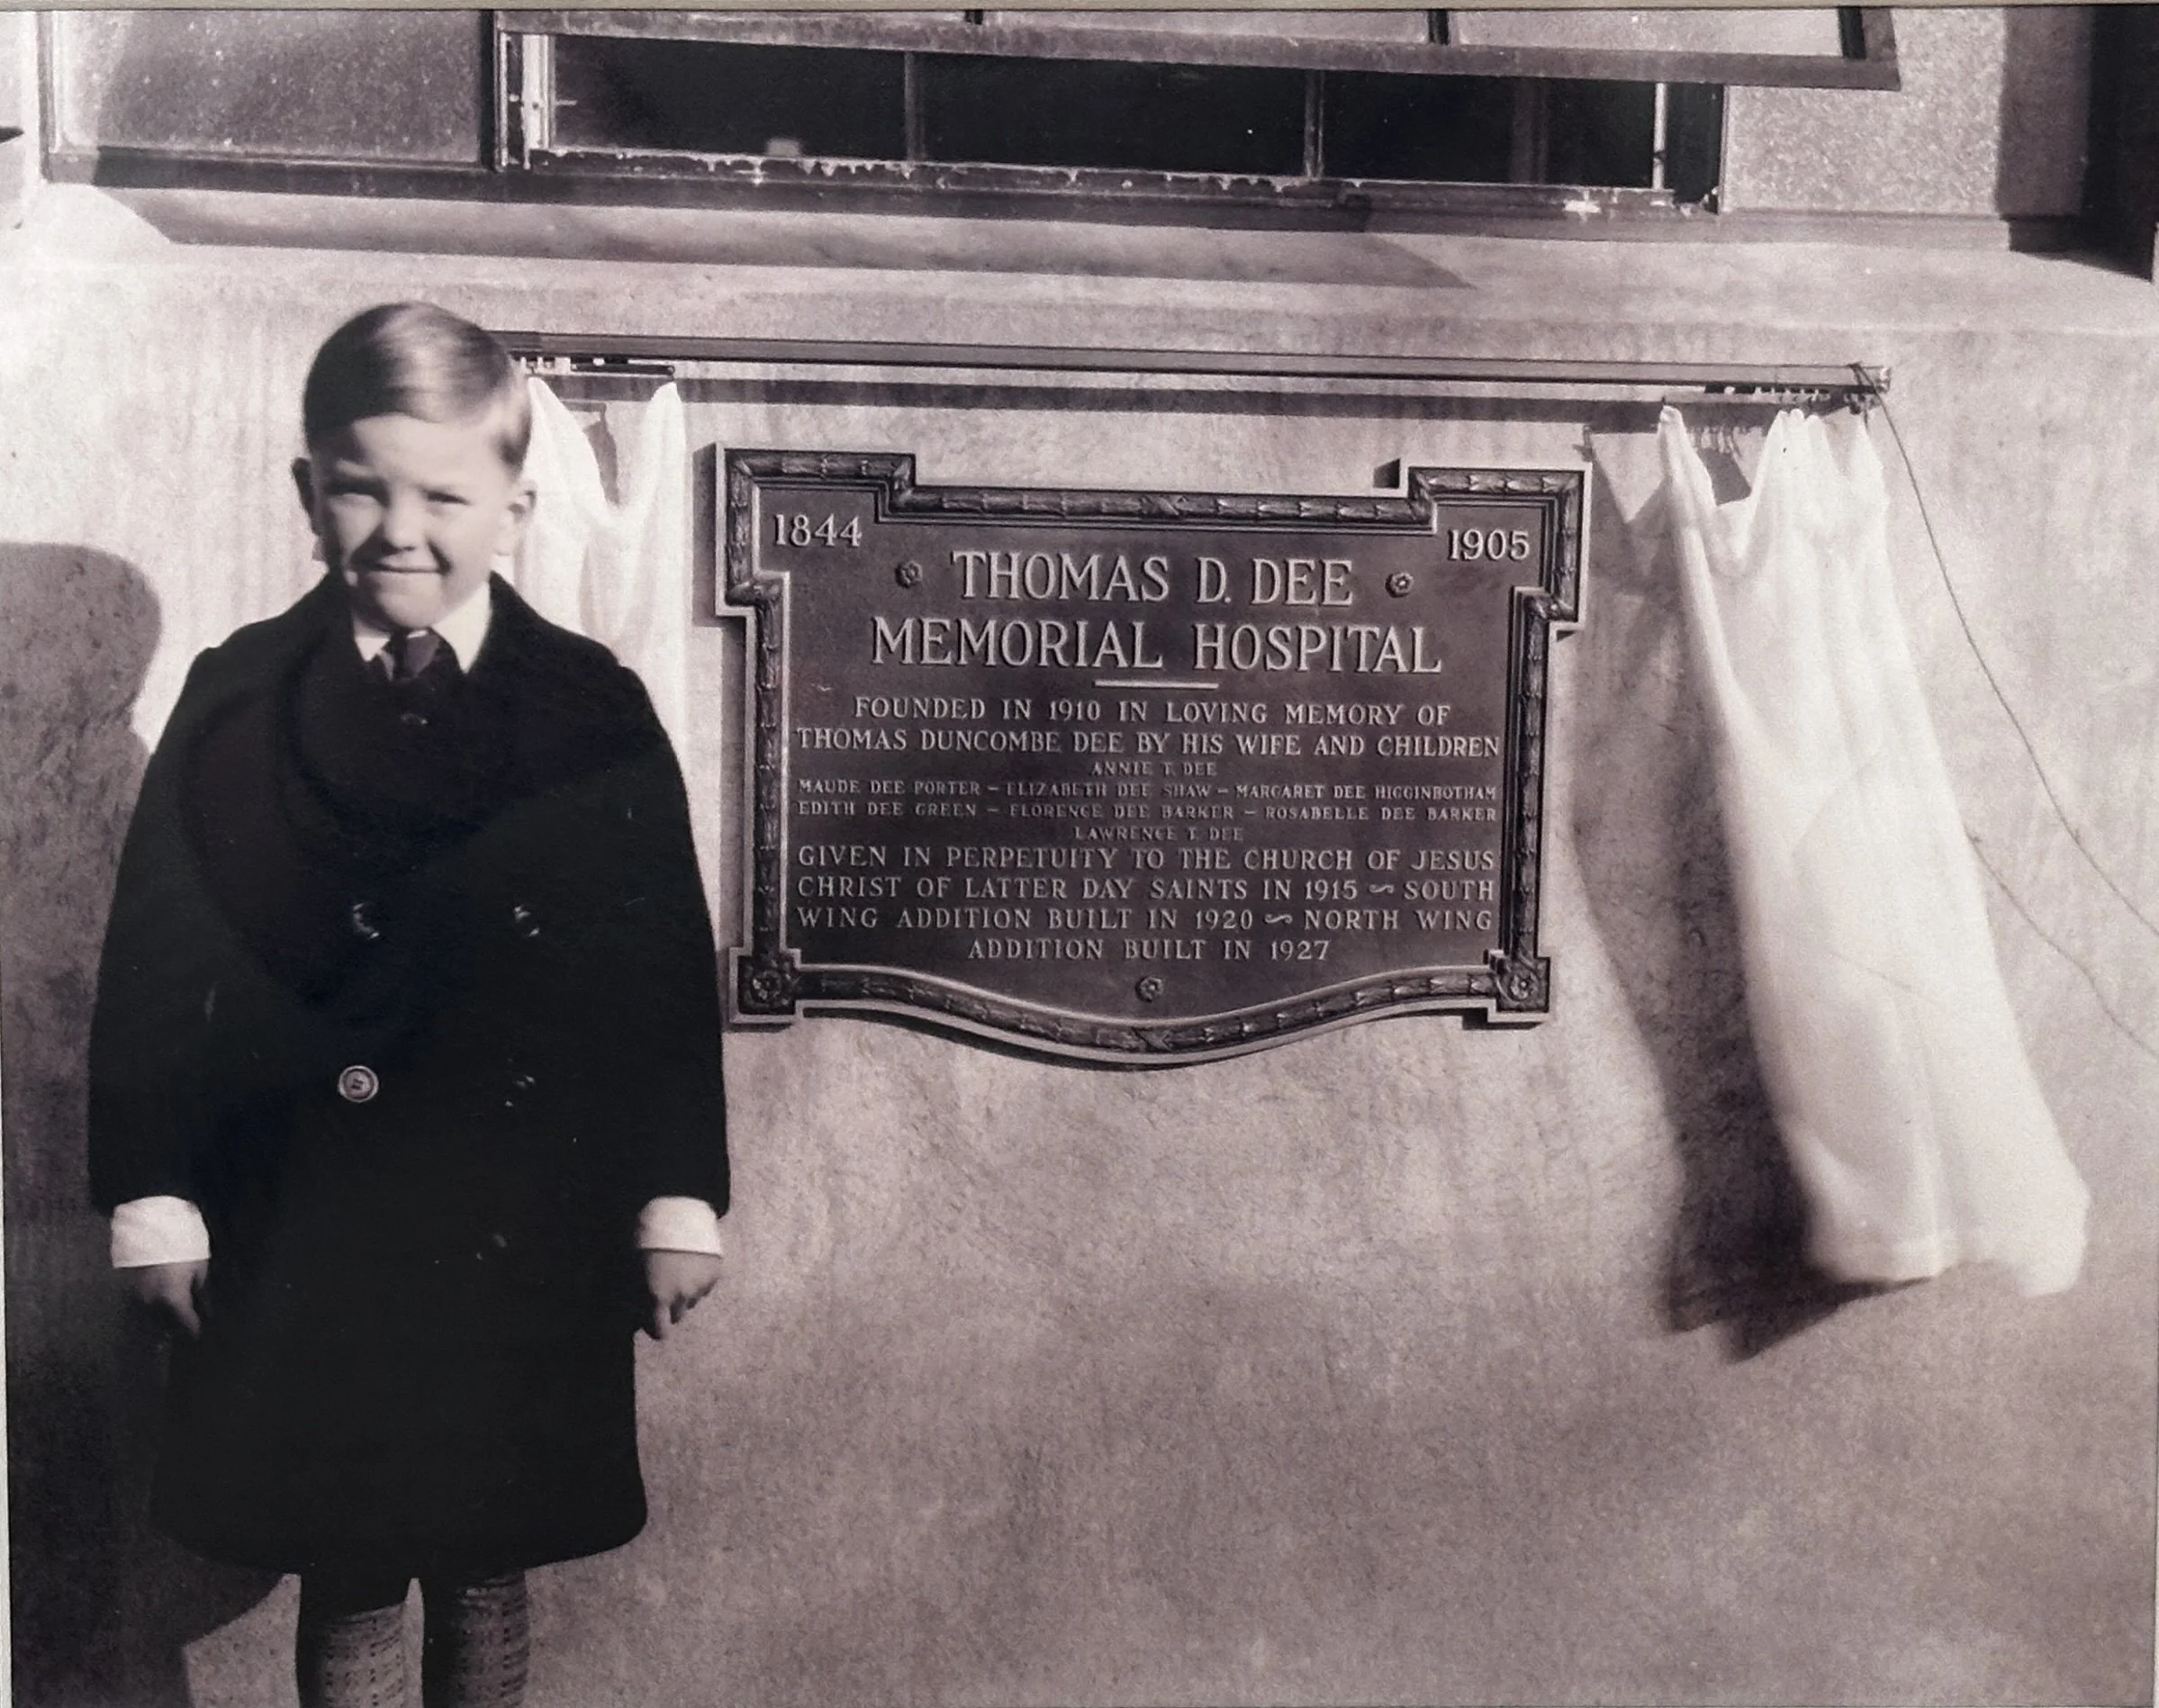 1844 1905
THOMAS D. DEE
MEMORIAL HOSPITAL
FOUNDED IN 1910 IN LOVING MEMORY OF
THOMAS DUNCOMBE DEE BY HIS WIFE AND CHILDREN
ANNIE T. DEE
MAUDE DEE PORTER – ELIZABETH DEE SHAW – MARGARET DEE HIGGINBOTHAM
EDITH DEE GREEN – FLORENCE DEE BARKER – ROSABELLE DEE BARKER
LAWRENCE T. DEE
GIVEN IN PERPETUITY TO THE CHURCH OF JESUS
CHRIST OF LATTER DAY SAINTS IN 1915 ~ SOUTH
WING ADDITION BUILT IN 1920 ~ NORTH WING
ADDITION BUILT IN 1927